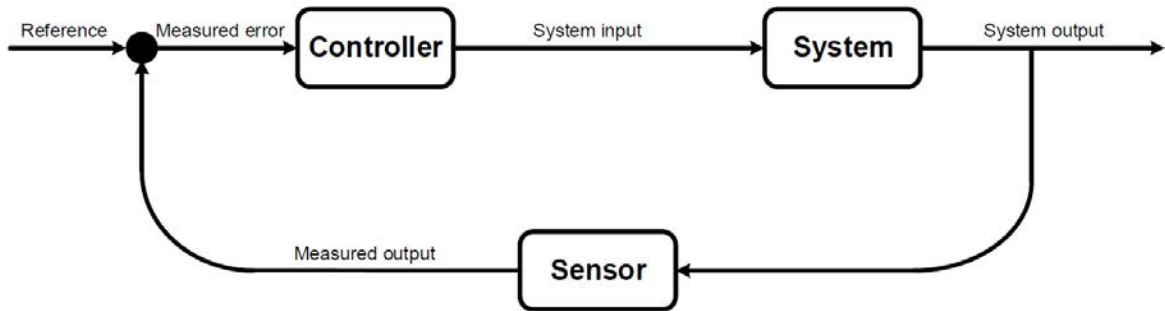 Reference
Measured error
Controller
System input
System
System output
Measured output
Sensor